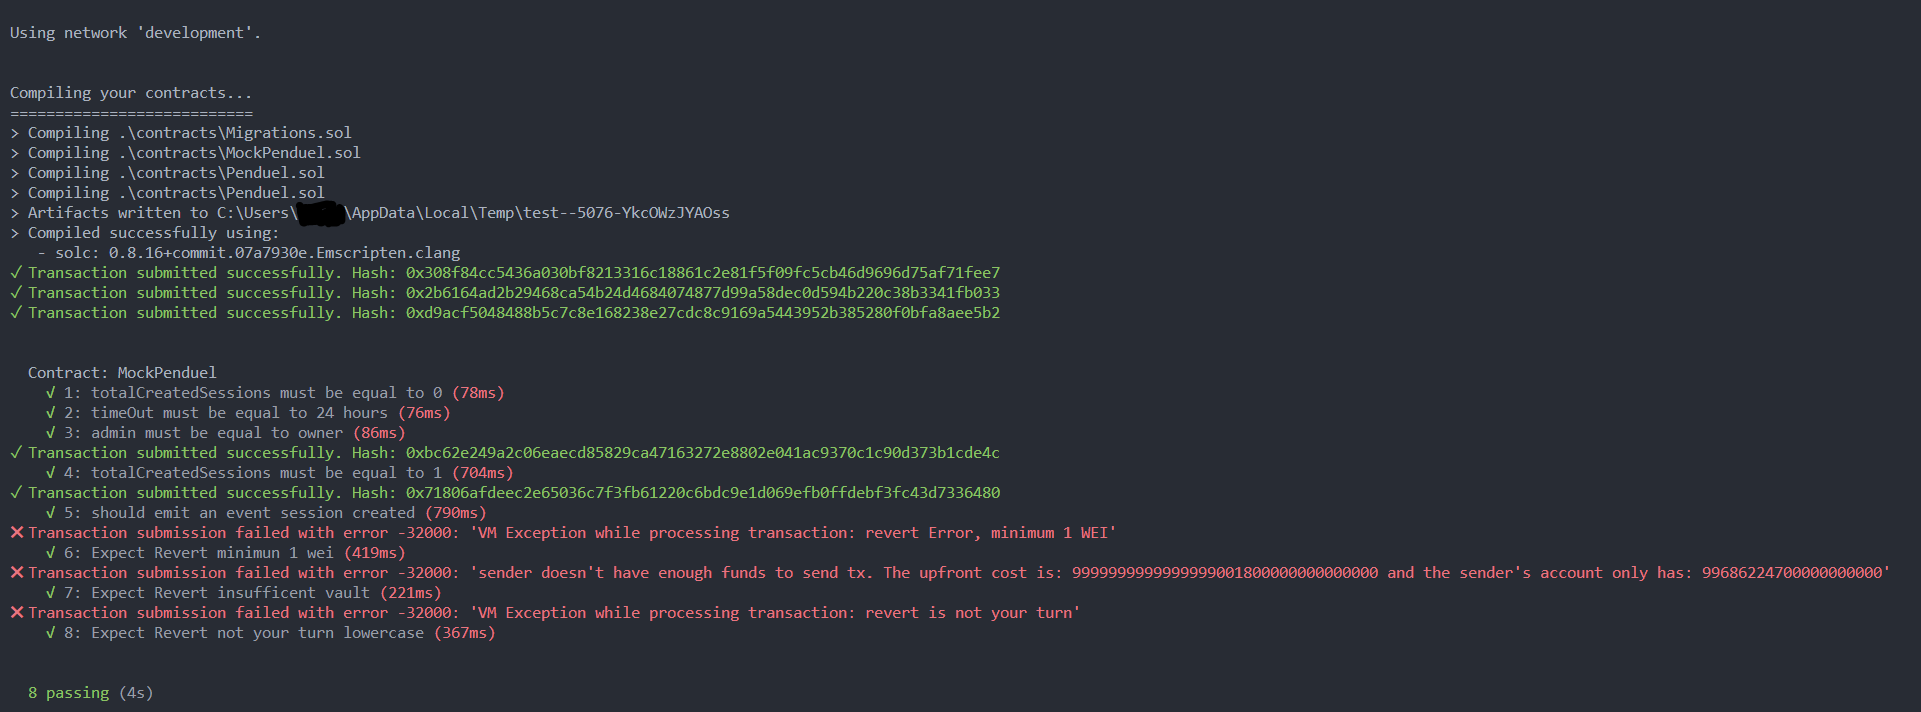 Using network 'development'.
Compiling your contracts...
===========================
> Compiling .\contracts\Migrations.sol
> Compiling .\contracts\MockPenduel.sol
> Compiling .\contracts\Penduel.sol
> Compiling .\contracts\Penduel.sol
> Artifacts written to C:\Users\ \AppData\Local\Temp\test--5076-YkcOWzJYAOss
> Compiled successfully using:
- solc: 0.8.16+commit.07a7930e.Emscripten.clang
✓ Transaction submitted successfully. Hash: 0x308f84cc5436a030bf8213316c18861c2e81f5f09fc5cb46d9696d75af71fee7
✓ Transaction submitted successfully. Hash: 0x2b6164ad2b29468ca54b24d4684074877d99a58dec0d594b220c38b3341fb033
✓ Transaction submitted successfully. Hash: 0xd9acf5048488b5c7c8e168238e27cdc8c9169a5443952b385280f0bfa8aee5b2
Contract: MockPenduel
√ 1: totalCreatedSessions must be equal to 0 (78ms)
√ 2: timeOut must be equal to 24 hours (76ms)
√ 3: admin must be equal to owner (86ms)
✓ Transaction submitted successfully. Hash: 0xbc62e249a2c06eaecd85829ca47163272e8802e041ac9370c1c90d373b1cde4c
√ 4: totalCreatedSessions must be equal to 1 (704ms)
✓ Transaction submitted successfully. Hash: 0x71806afdeec2e65036c7f3fb61220c6bdc9e1d069efb0ffdebf3fc43d7336480
√ 5: should emit an event session created (790ms)
❌ Transaction submission failed with error -32000: 'VM Exception while processing transaction: revert Error, minimum 1 WEI'
√ 6: Expect Revert minimun 1 wei (419ms)
❌ Transaction submission failed with error -32000: 'sender doesn't have enough funds to send tx. The upfront cost is: 9999999999999999001800000000000000 and the sender's account only has: 99686224700000000000'
√ 7: Expect Revert insufficent vault (221ms)
❌ Transaction submission failed with error -32000: 'VM Exception while processing transaction: revert is not your turn'
√ 8: Expect Revert not your turn lowercase (367ms)
8 passing (4s)